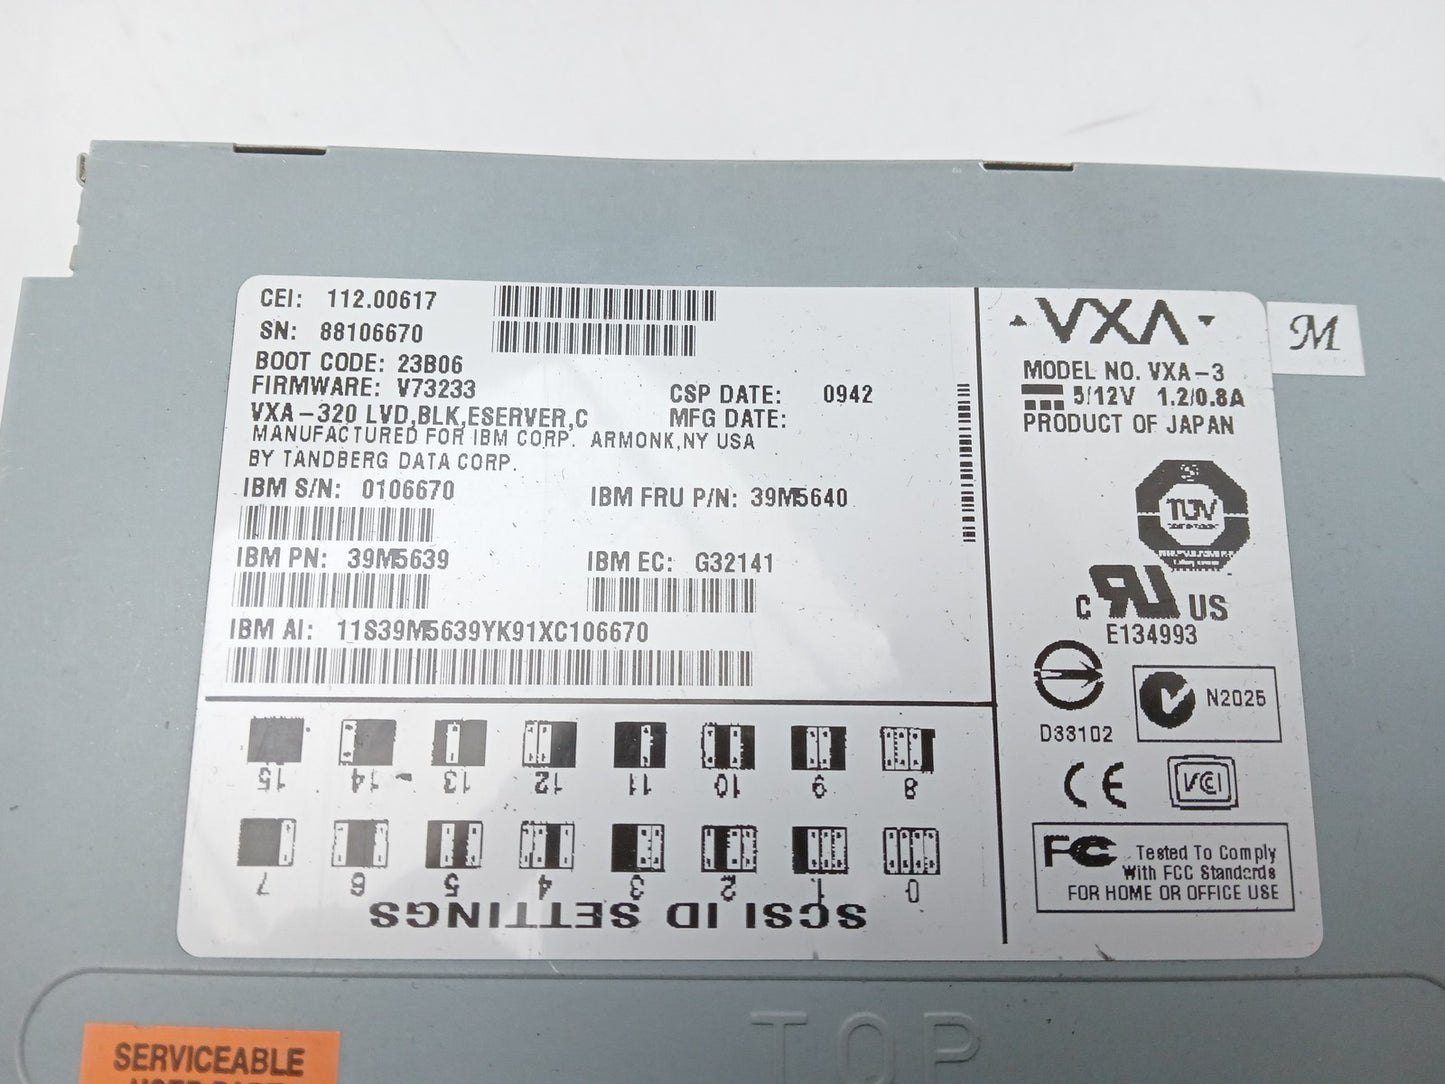 CEI: 112.00617
SN: 88106670
BOOT CODE: 23B06
FIRMWARE: V73233
CSP DATE: 0942
VXA-320 LVD,BLK,ESERVER,C MFG DATE:
MANUFACTURED FOR IBM CORP. ARMONK,NY USA
BY TANDBERG DATA CORP.
IBM S/N: 0106670
IBM FRU P/N: 39M5640
IBM PN: 39M5639
IBM EC: G32141
IBM AI: 11S39M5639YK91XC106670
VXA
MODEL NO. VXA-3
5/12V 1.2/0.8A
PRODUCT OF JAPAN
M
TUV
C UR US
E134993
D33102
N2025
CE
VCI
FC Tested To Comply
With FCC Standards
FOR HOME OR OFFICE USE
15 14 13 12 11 10 9 8
7 6 5 4 3 2 1 0
SCSI ID SETTINGS
TOP
SERVICEABLE